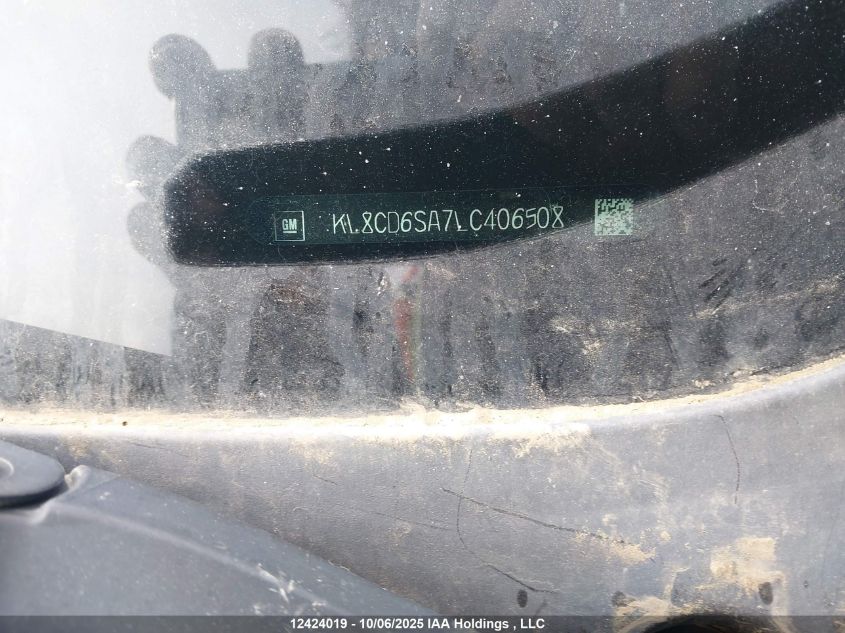 GM KL8CD6SA7LC406508
12424019 - 10/06/2025 IAA Holdings , LLC